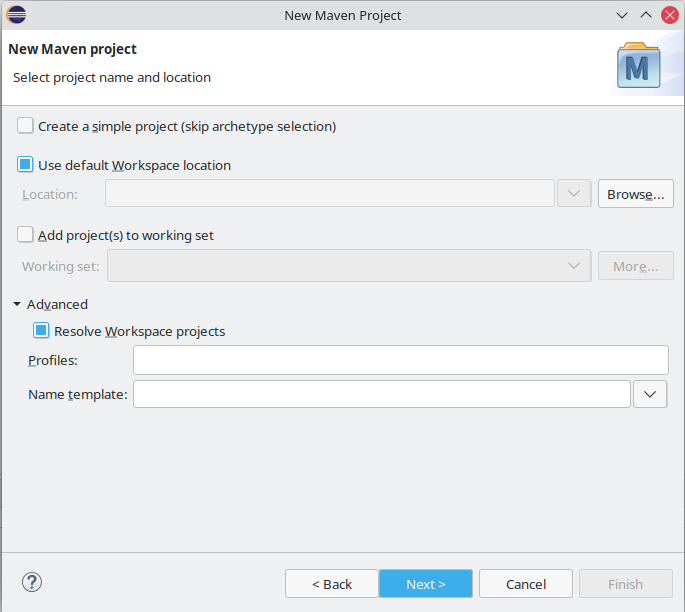 New Maven Project
New Maven project
Select project name and location
M
Create a simple project (skip archetype selection)
Use default Workspace location
Location:
Browse...
Add project(s) to working set
Working set:
More...
Advanced
Resolve Workspace projects
Profiles:
Name template:
?
< Back Next > Cancel Finish